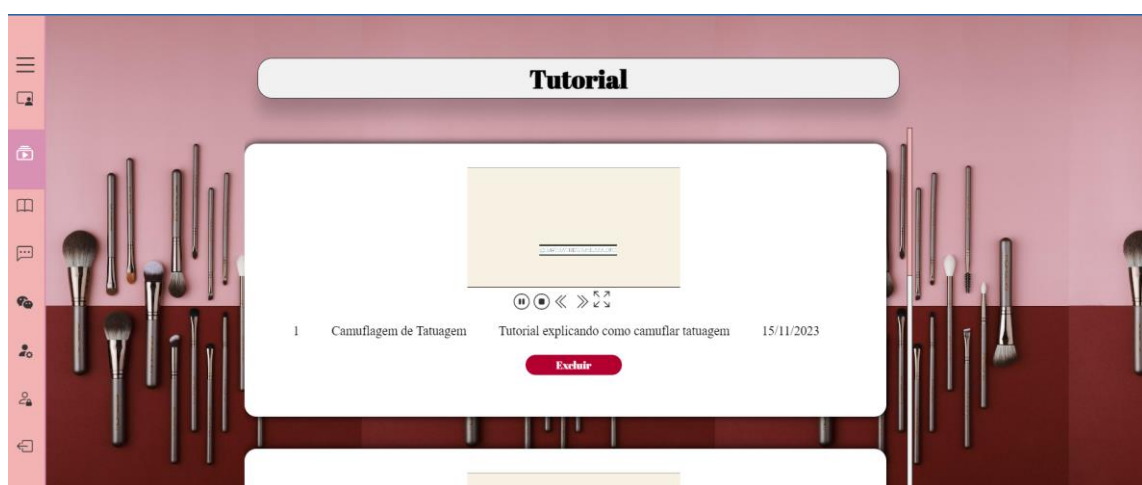 Tutorial
1 Camuflagem de Tatuagem Tutorial explicando como camuflar tatuagem 15/11/2023
Excluir